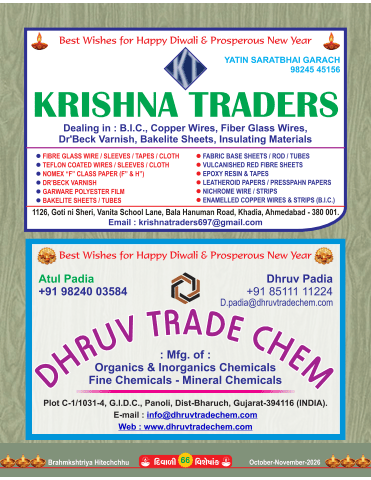 Best Wishes for Happy Diwali & Prosperous New Year
YATIN SARATBHAI GARACH
98245 45156
KRISHNA TRADERS
Dealing in : B.I.C., Copper Wires, Fiber Glass Wires,
Dr'Beck Varnish, Bakelite Sheets, Insulating Materials
FIBRE GLASS WIRE / SLEEVES / TAPES / CLOTH
TEFLON COATED WIRES / SLEEVES / CLOTH
NOMEX “F” CLASS PAPER (F" & H")
DR'BECK VARNISH
GARWARE POLYESTER FILM
BAKELITE SHEETS / TUBES
FABRIC BASE SHEETS / ROD / TUBES
VULCANISHED RED FIBRE SHEETS
EPOXY RESIN & TAPES
LEATHEROID PAPERS / PRESSPAHN PAPERS
NICHROME WIRE / STRIPS
ENAMELLED COPPER WIRES & STRIPS (B.I.C.)
1126, Goti ni Sheri, Vanita School Lane, Bala Hanuman Road, Khadia, Ahmedabad - 380 001.
Email : krishnatraders697@gmail.com
Best Wishes for Happy Diwali & Prosperous New Year
Atul Padia
+91 98240 03584
Dhruv Padia
+91 85111 11224
D.padia@dhruvtradechem.com
DHRUV TRADE CHEM
: Mfg. of :
Organics & Inorganics Chemicals
Fine Chemicals - Mineral Chemicals
Plot C-1/1031-4, G.I.D.C., Panoli, Dist-Bharuch, Gujarat-394116 (INDIA).
E-mail : info@dhruvtradechem.com
Web : www.dhruvtradechem.com
Brahmkshtriya Hitechchhu
દિવાળી 66 વિશેષાંક
October-November-2026